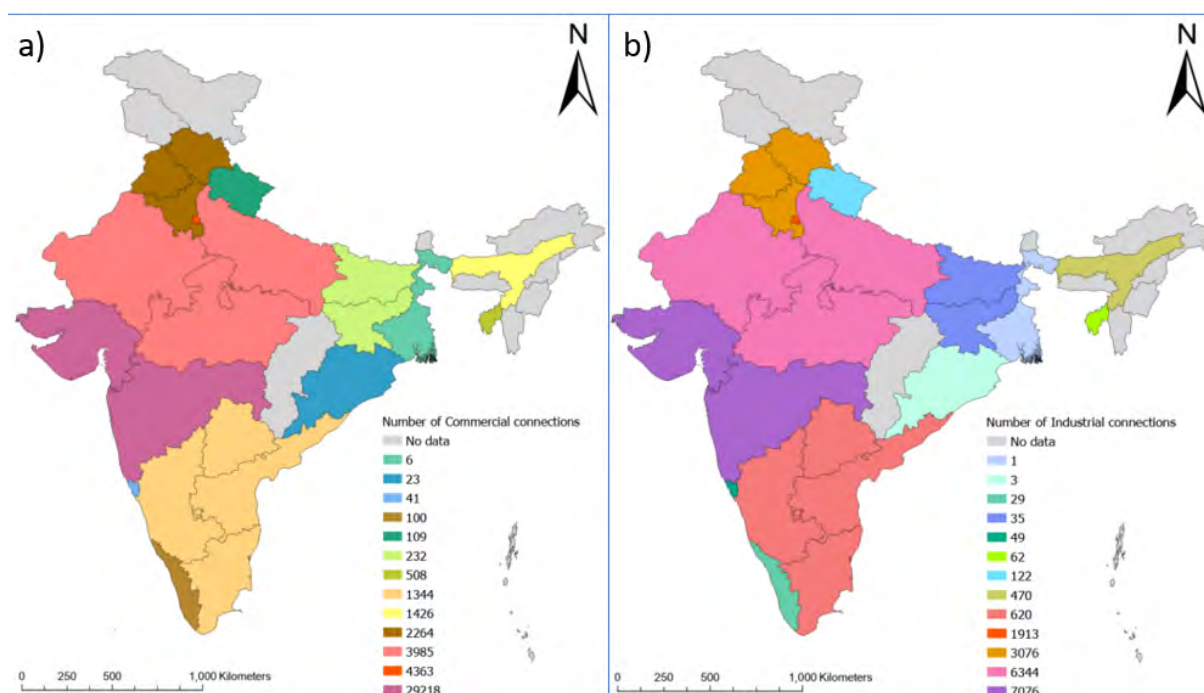 a)
N
Number of Commercial connections
No data
6
23
41
100
109
232
508
1344
1426
2264
3985
4363
29218
0 250 500 1,000 Kilometers
b)
N
Number of Industrial connections
No data
1
3
29
35
49
62
122
470
620
1913
3076
6344
7076
0 250 500 1,000 Kilometers